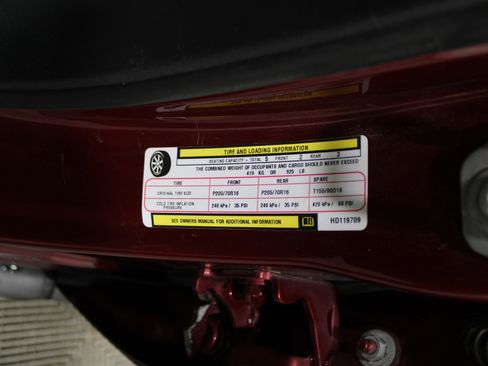 TIRE AND LOADING INFORMATION
SEATING CAPACITY - TOTAL 5 FRONT 2 REAR 3
THE COMBINED WEIGHT OF OCCUPANTS AND CARGO SHOULD NEVER EXCEED
419 KG OR 925 LB
TIRE FRONT REAR SPARE
ORIGINAL TIRE SIZE P205/70R16 P205/70R16 T155/90D16
COLD TIRE INFLATION PRESSURE 240 kPa / 35 PSI 240 kPa / 35 PSI 420 kPa / 60 PSI
SEE OWNERS MANUAL FOR ADDITIONAL INFORMATION HD119709